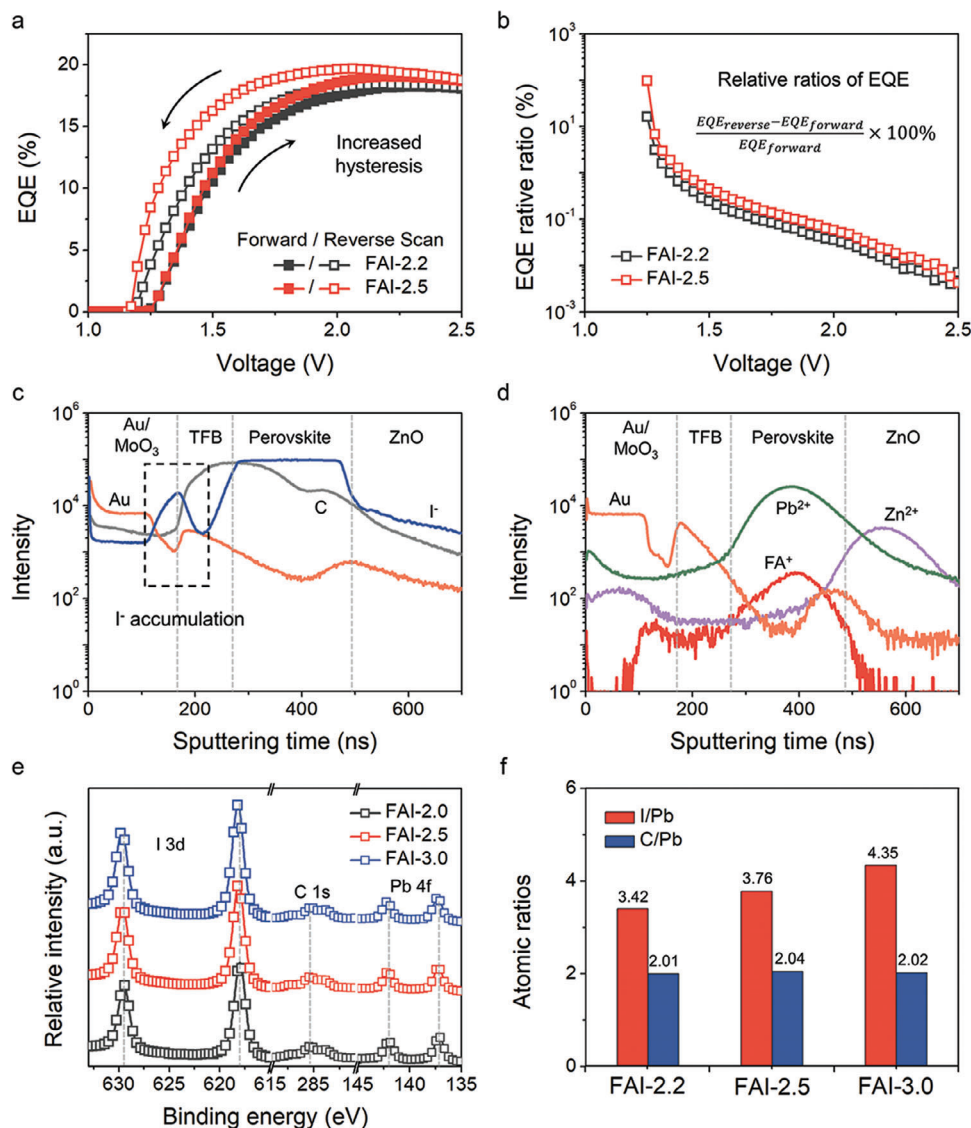 a
EQE (%)
20
15
10
5
0
1.0
1.5
2.0
2.5
Voltage (V)
Increased
hysteresis
Forward / Reverse Scan
/ FAI-2.2
/ FAI-2.5
b
EQE rative ratio (%)
10³
10¹
10⁻¹
10⁻³
1.0
1.5
2.0
2.5
Voltage (V)
Relative ratios of EQE
EQEreverse−EQEforward
EQEforward
× 100%
FAI-2.2
FAI-2.5
c
Intensity
10⁶
10⁴
10²
10⁰
0
200
400
600
Sputtering time (ns)
Au/
MoO₃
TFB
Perovskite
ZnO
Au
C
I⁻
I⁻ accumulation
d
Intensity
10⁶
10⁴
10²
10⁰
0
200
400
600
Sputtering time (ns)
Au/
MoO₃
TFB
Perovskite
ZnO
Au
Pb²⁺
Zn²⁺
FA⁺
e
Relative intensity (a.u.)
I 3d
FAI-2.0
FAI-2.5
FAI-3.0
C 1s
Pb 4f
630
625
620
615
285
145
140
135
Binding energy (eV)
f
Atomic ratios
6
4
2
0
I/Pb
C/Pb
3.42
2.01
3.76
2.04
4.35
2.02
FAI-2.2
FAI-2.5
FAI-3.0